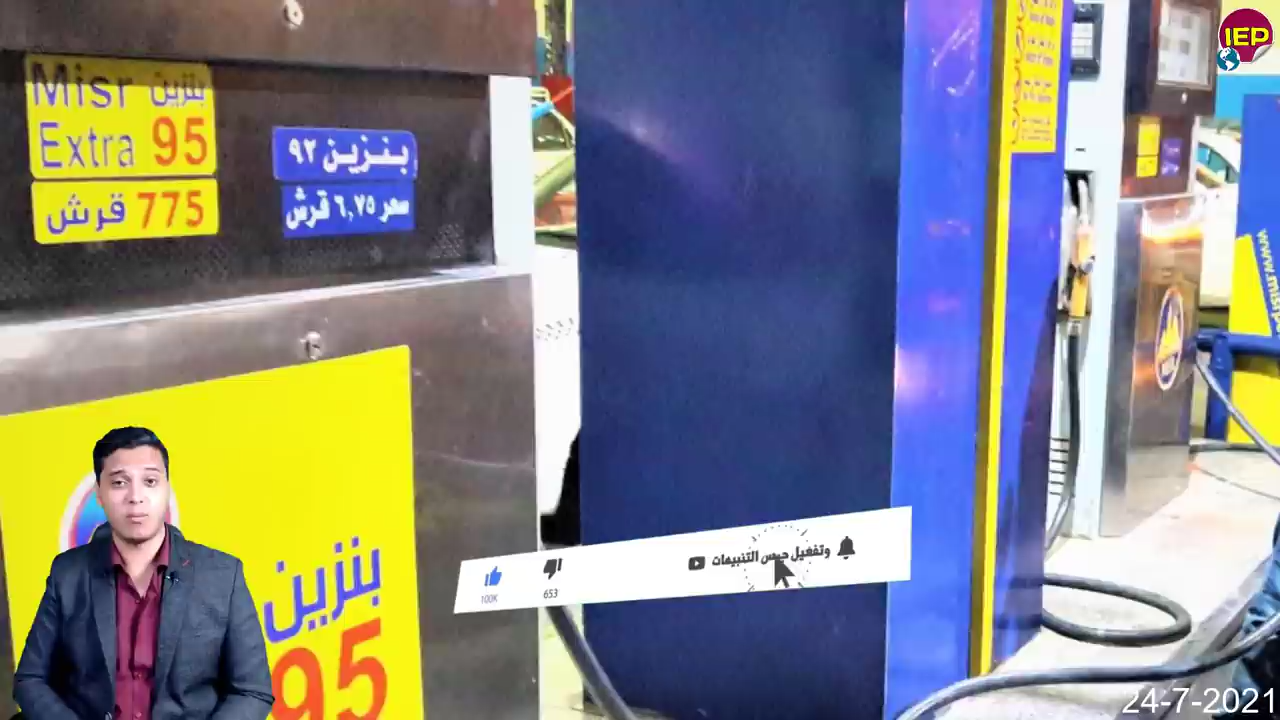 Misr بنزين
Extra 95
775 قرش
بنزين ٩٢
سعر ٦,٧٥ قرش
بنزين
95
100K
653
وتفعيل جرس التنبيهات
IEP
24-7-2021